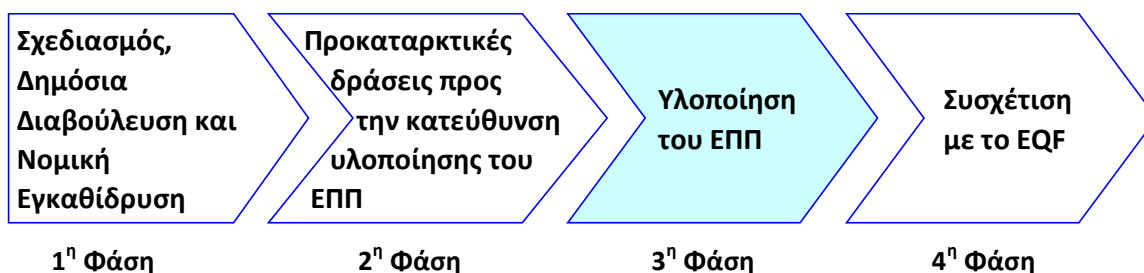 Σχεδιασμός,
Δημόσια
Διαβούλευση και
Νομική
Εγκαθίδρυση
Προκαταρκτικές
δράσεις προς
την κατεύθυνση
υλοποίησης του
ΕΠΠ
Υλοποίηση
του ΕΠΠ
Συσχέτιση
με το EQF
1η Φάση
2η Φάση
3η Φάση
4η Φάση